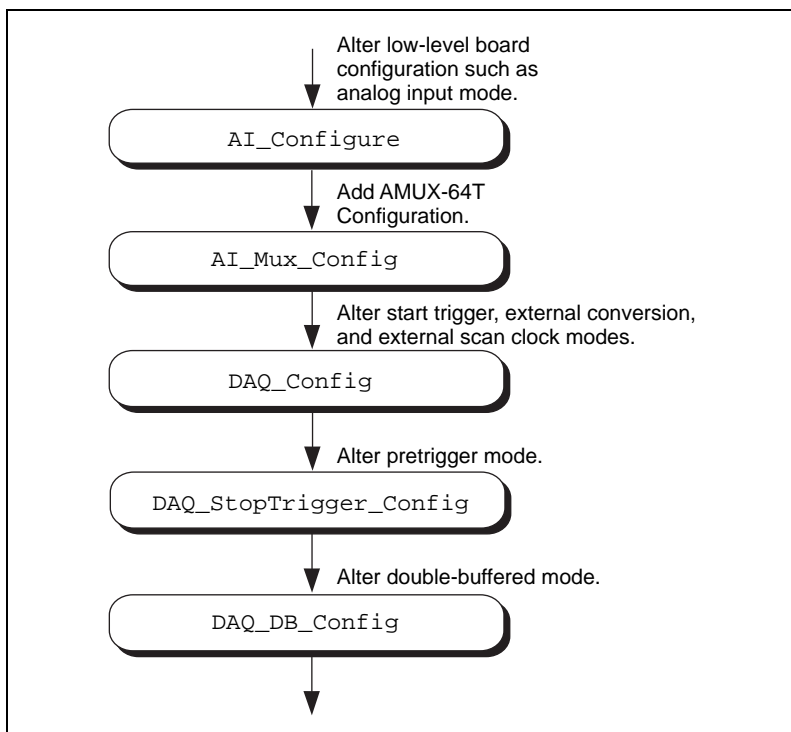 Alter low-level board
configuration such as
analog input mode.
AI_Configure
Add AMUX-64T
Configuration.
AI_Mux_Config
Alter start trigger, external conversion,
and external scan clock modes.
DAQ_Config
Alter pretrigger mode.
DAQ_StopTrigger_Config
Alter double-buffered mode.
DAQ_DB_Config